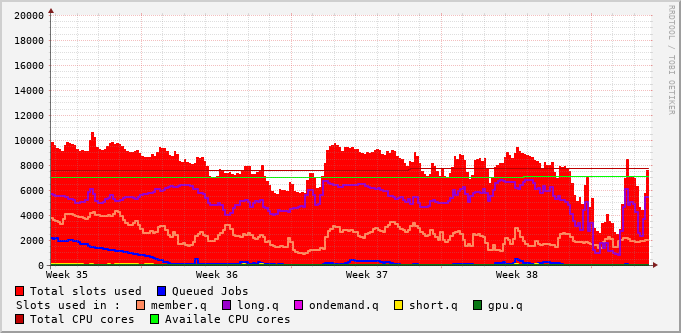 20000
18000
16000
14000
12000
10000
8000
6000
4000
2000
0
Week 35 Week 36 Week 37 Week 38
RRDTOOL / TOBI OETIKER
Total slots used Queued Jobs
Slots used in : member.q long.q ondemand.q short.q gpu.q
Total CPU cores Availale CPU cores